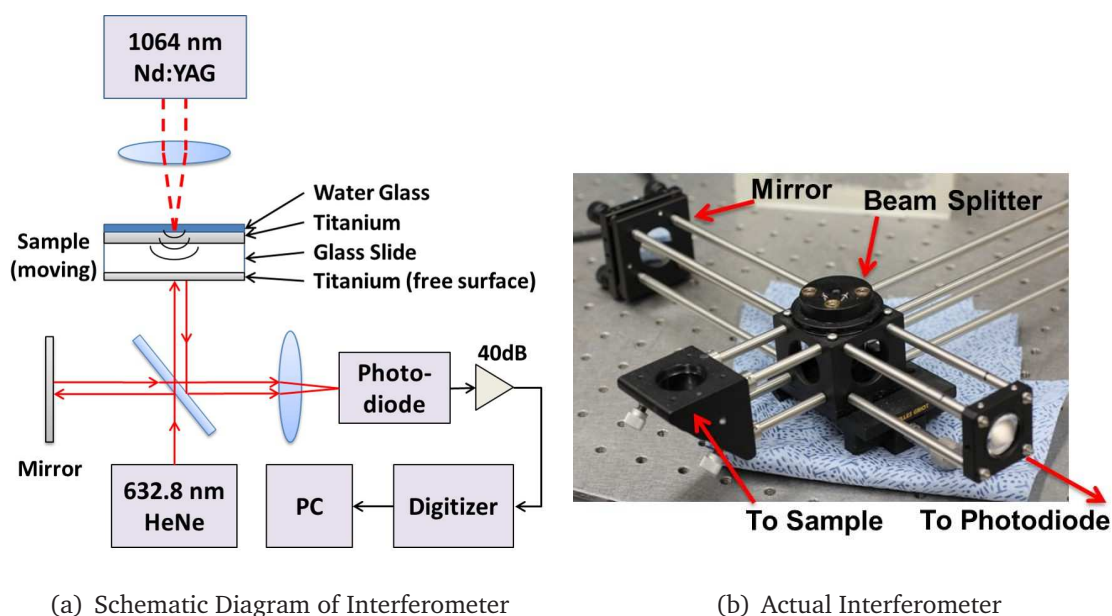 1064 nm
Nd:YAG
Water Glass
Titanium
Glass Slide
Titanium (free surface)
Sample
(moving)
Mirror
Photo-
diode
40dB
632.8 nm
HeNe
PC
Digitizer
(a) Schematic Diagram of Interferometer
Mirror
Beam Splitter
To Sample
To Photodiode
(b) Actual Interferometer